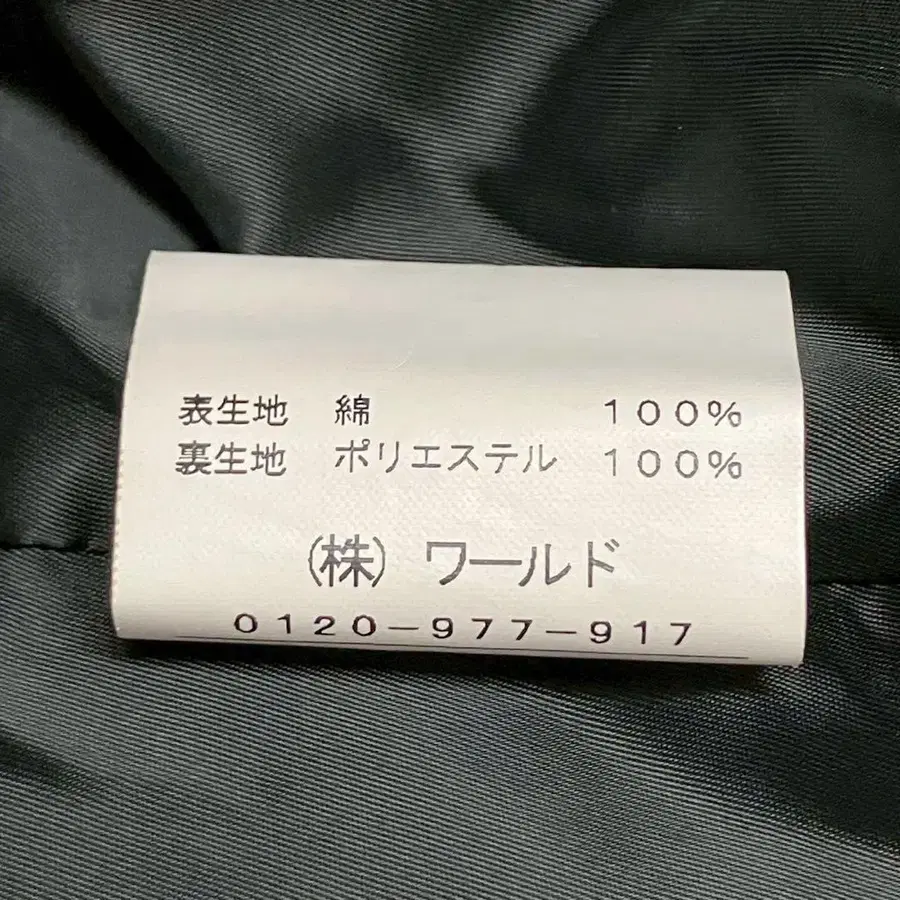 表生地 綿 100%
裏生地 ポリエステル 100%
(株) ワールド
0120-977-917